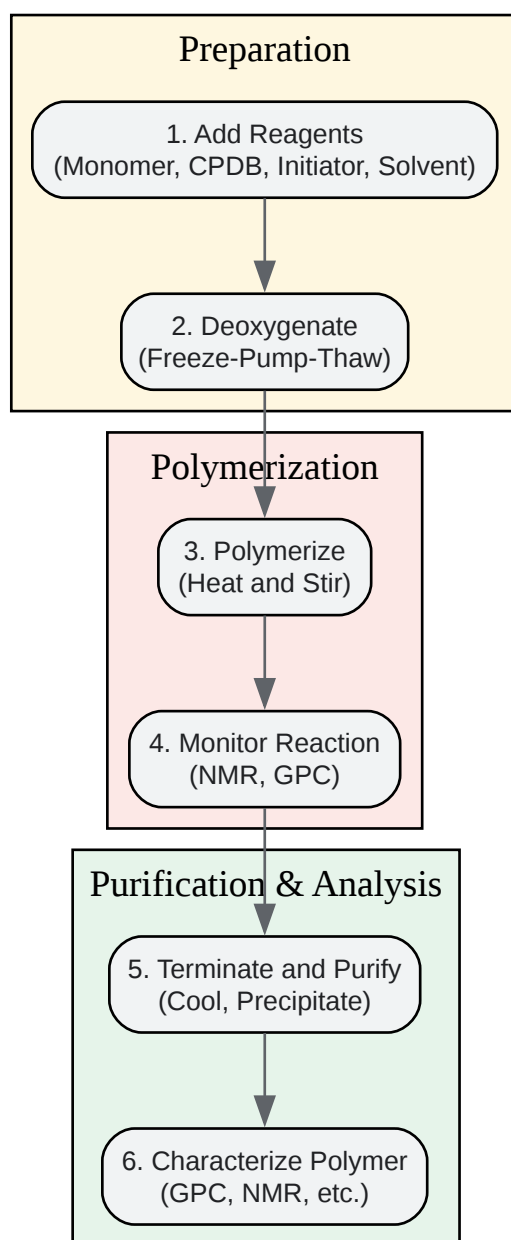 Preparation
1. Add Reagents
(Monomer, CPDB, Initiator, Solvent)
2. Deoxygenate
(Freeze-Pump-Thaw)
Polymerization
3. Polymerize
(Heat and Stir)
4. Monitor Reaction
(NMR, GPC)
Purification & Analysis
5. Terminate and Purify
(Cool, Precipitate)
6. Characterize Polymer
(GPC, NMR, etc.)